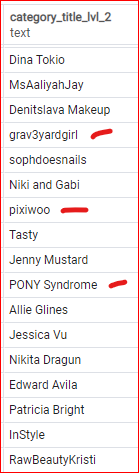 category_title_lvl_2
text
Dina Tokio
MsAaliyahJay
Denitslava Makeup
grav3yardgirl
sophdoesnails
Niki and Gabi
pixiwoo
Tasty
Jenny Mustard
PONY Syndrome
Allie Glines
Jessica Vu
Nikita Dragun
Edward Avila
Patricia Bright
InStyle
RawBeautyKristi